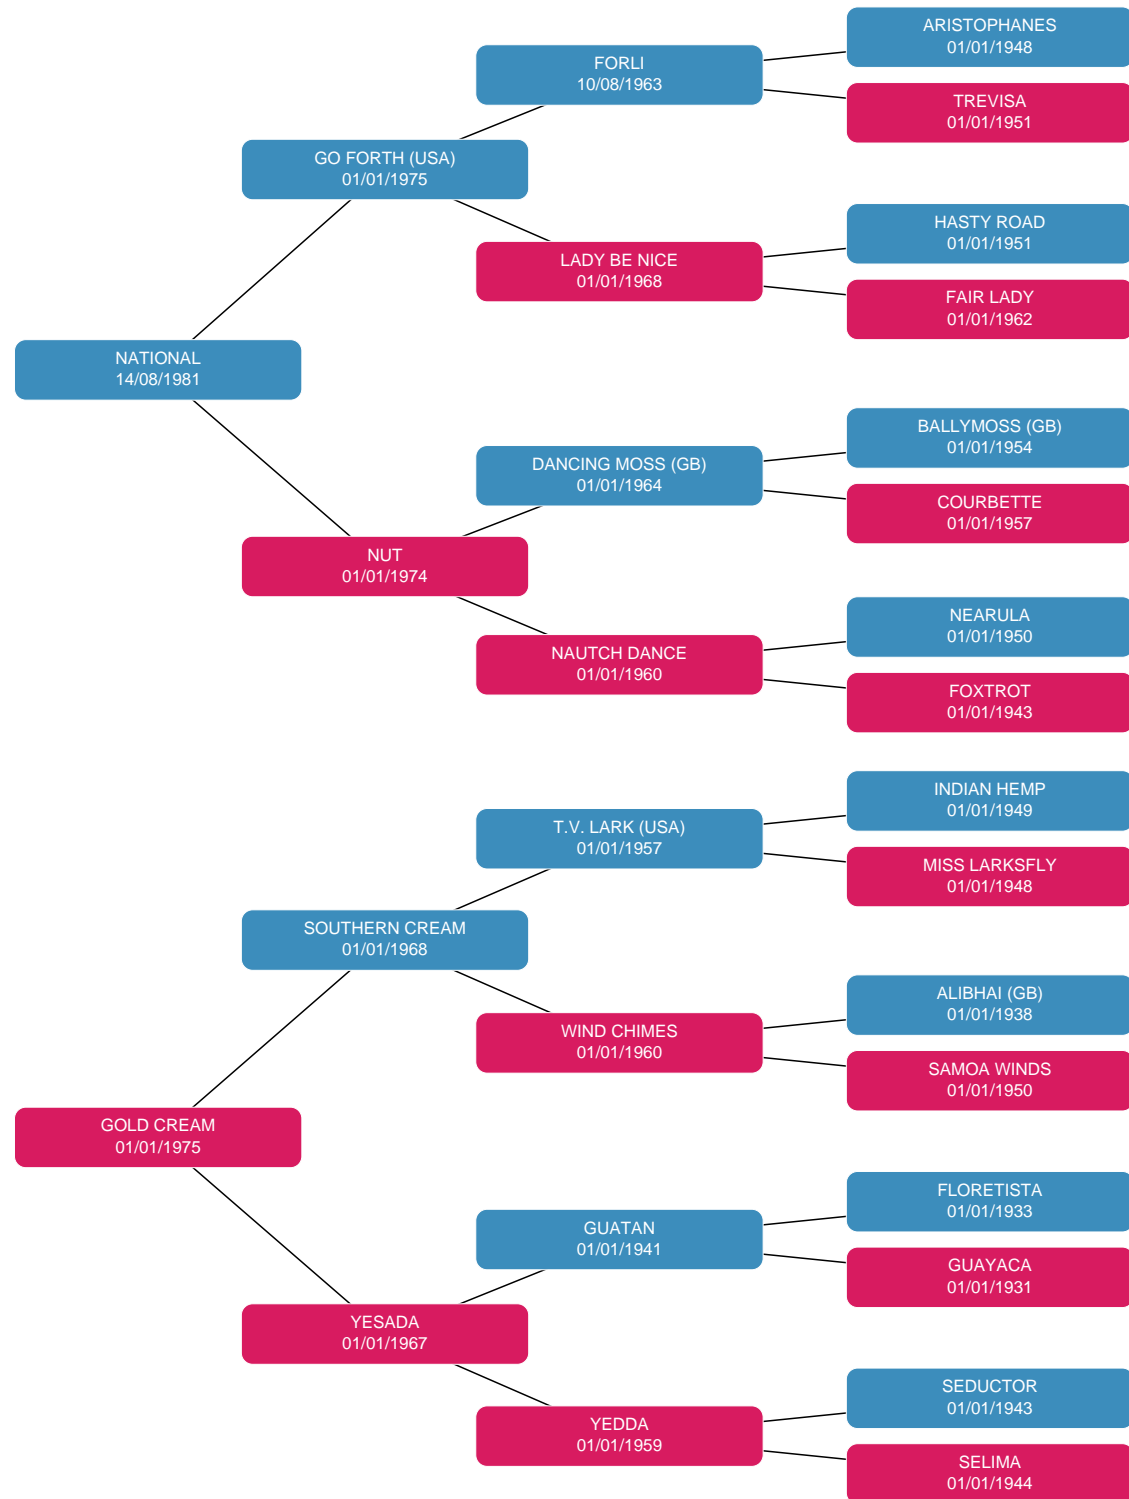 ARISTOPHANES
01/01/1948
FORLI
10/08/1963
TREVISA
01/01/1951
GO FORTH (USA)
01/01/1975
HASTY ROAD
01/01/1951
LADY BE NICE
01/01/1968
FAIR LADY
01/01/1962
NATIONAL
14/08/1981
BALLYMOSS (GB)
01/01/1954
DANCING MOSS (GB)
01/01/1964
COURBETTE
01/01/1957
NUT
01/01/1974
NEARULA
01/01/1950
NAUTCH DANCE
01/01/1960
FOXTROT
01/01/1943
INDIAN HEMP
01/01/1949
T.V. LARK (USA)
01/01/1957
MISS LARKSFLY
01/01/1948
SOUTHERN CREAM
01/01/1968
ALIBHAI (GB)
01/01/1938
WIND CHIMES
01/01/1960
SAMOA WINDS
01/01/1950
GOLD CREAM
01/01/1975
FLORETISTA
01/01/1933
GUATAN
01/01/1941
GUAYACA
01/01/1931
YESADA
01/01/1967
SEDUCTOR
01/01/1943
YEDDA
01/01/1959
SELIMA
01/01/1944